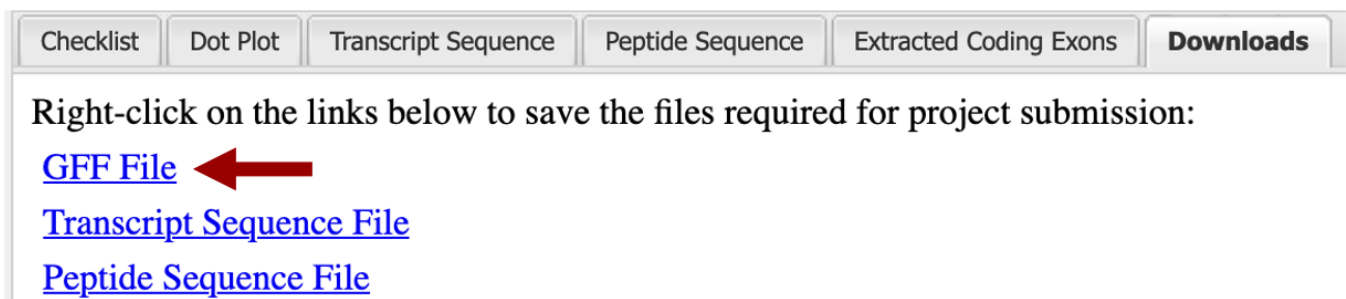 Checklist Dot Plot Transcript Sequence Peptide Sequence Extracted Coding Exons Downloads
Right-click on the links below to save the files required for project submission:
GFF File
Transcript Sequence File
Peptide Sequence File